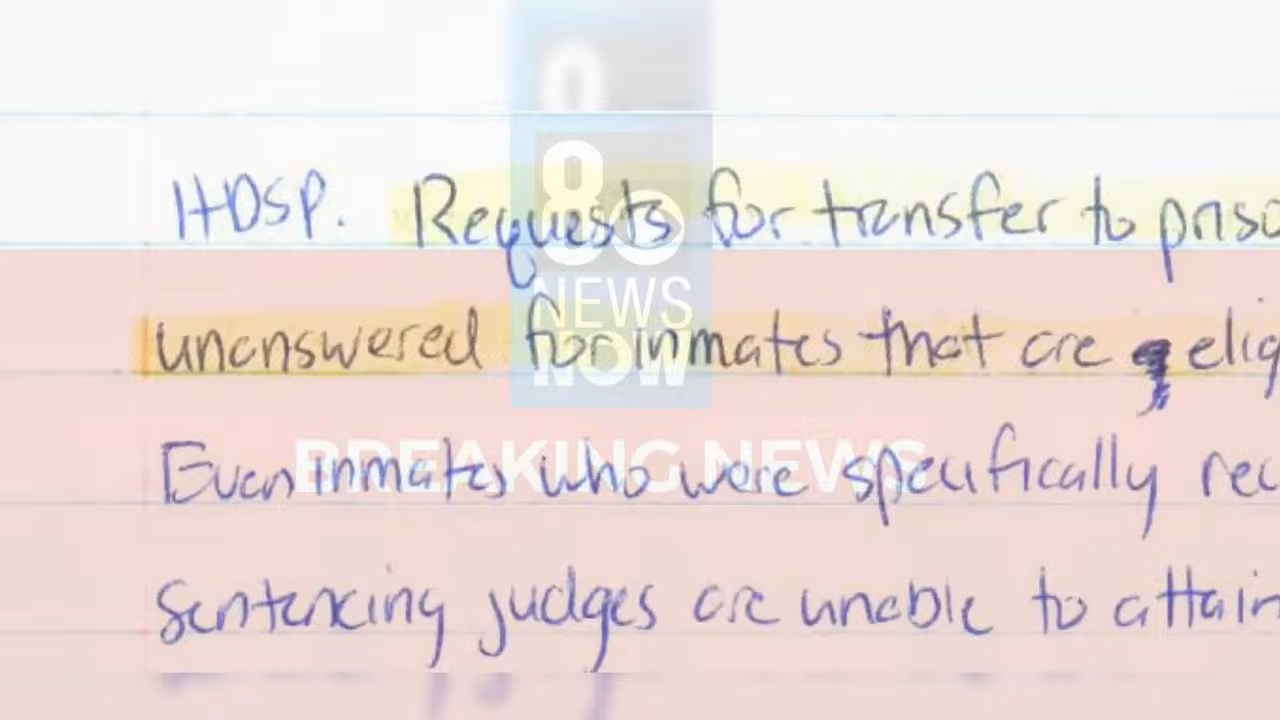 HDSP. Requests for transfer to priso
unanswered for inmates that are elig
Even inmates who were specifically rec
Sentencing judges are unable to attain
8
8
NEWS
NOW
BREAKING NEWS